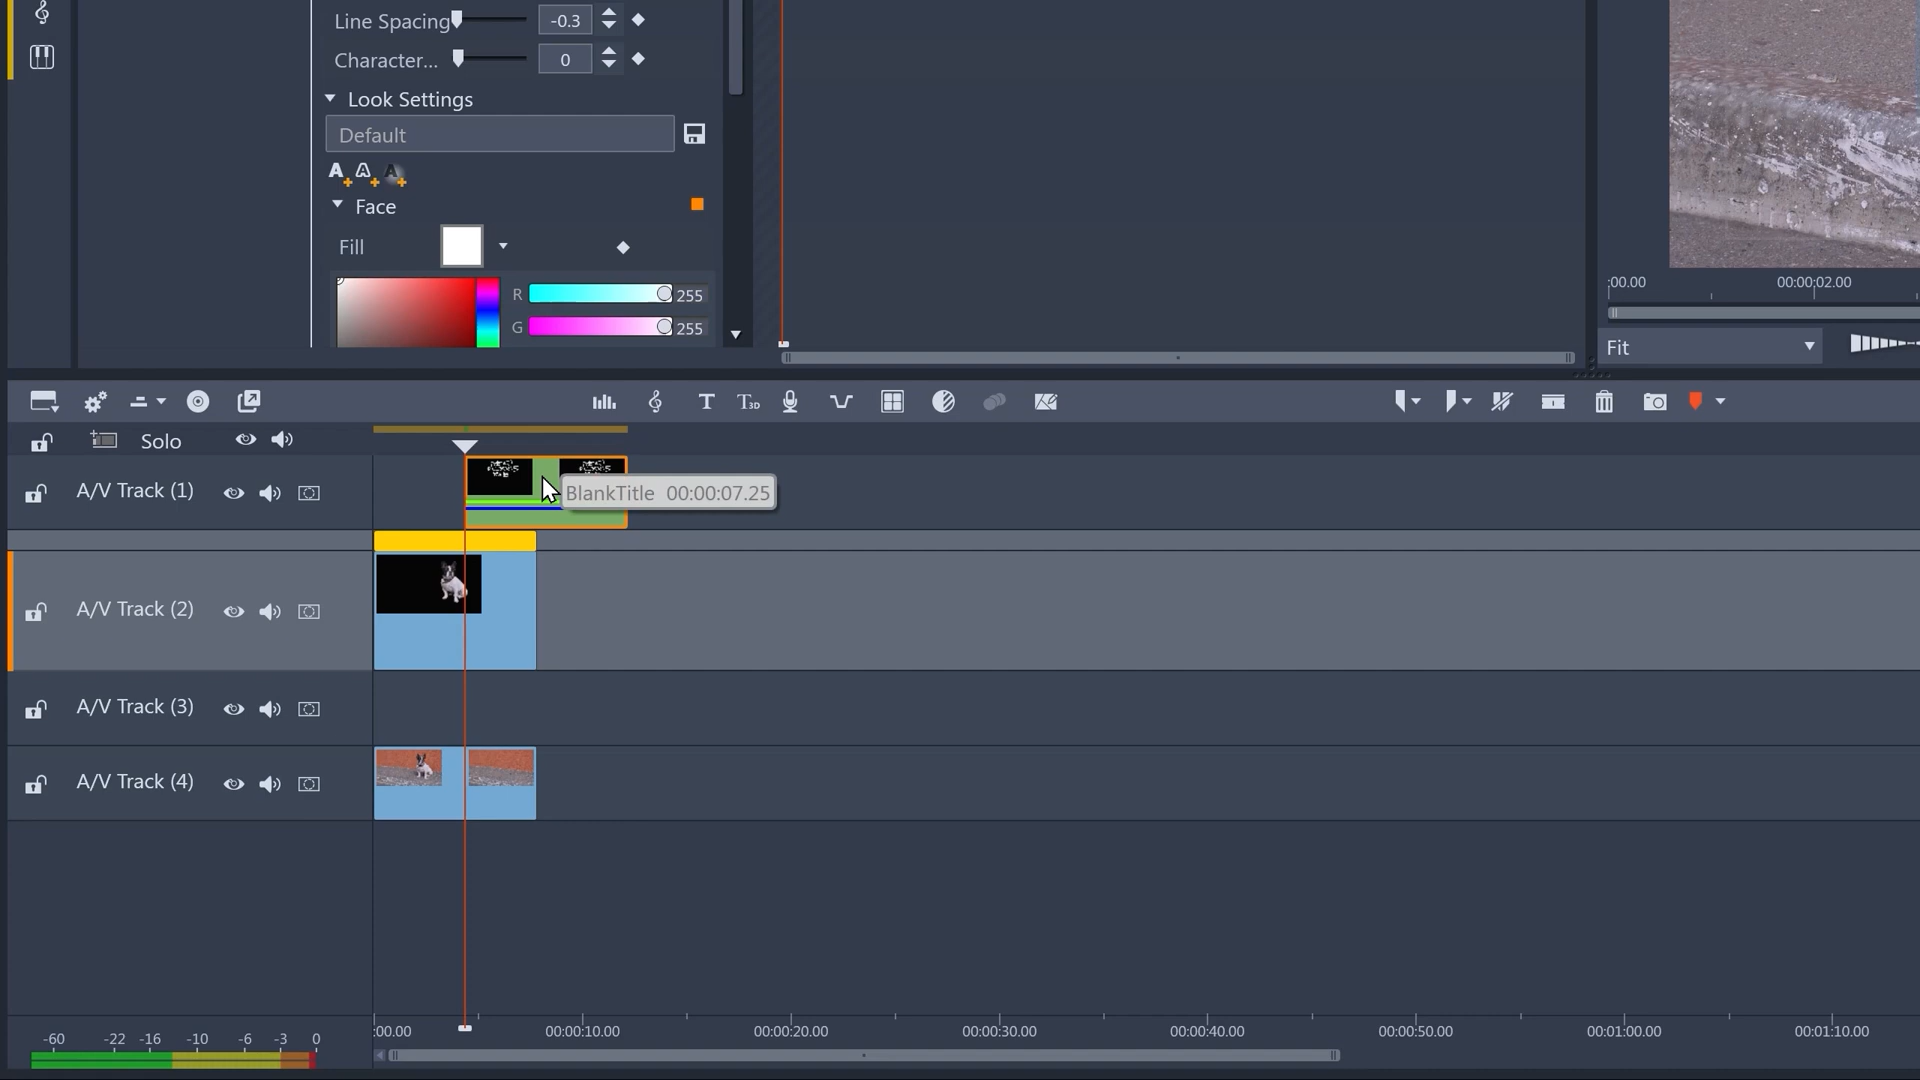 Line Spacing -0.3
Character... 0
Look Settings
Default
A A A
Face
Fill
R 255
G 255
:00.00 00:00:02.00
Fit
T T3D
Solo
A/V Track (1)
BlankTitle 00:00:07.25
A/V Track (2)
A/V Track (3)
A/V Track (4)
:00.00 00:00:10.00 00:00:20.00 00:00:30.00 00:00:40.00 00:00:50.00 00:01:00.00 00:01:10.00
-60 -22 -16 -10 -6 -3 0